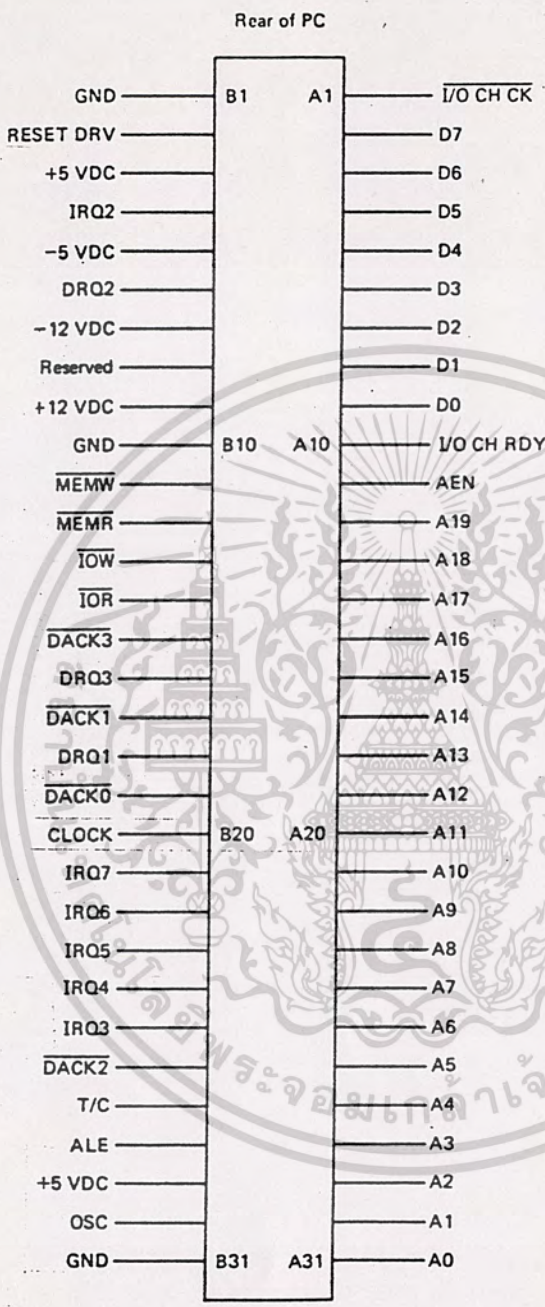 Rear of PC
GND B1 A1 I/O CH CK
RESET DRV D7
+5 VDC D6
IRQ2 D5
-5 VDC D4
DRQ2 D3
-12 VDC D2
Reserved D1
+12 VDC D0
GND B10 A10 I/O CH RDY
MEMW AEN
MEMR A19
IOW A18
IOR A17
DACK3 A16
DRQ3 A15
DACK1 A14
DRQ1 A13
DACK0 A12
CLOCK B20 A20 A11
IRQ7 A10
IRQ6 A9
IRQ5 A8
IRQ4 A7
IRQ3 A6
DACK2 A5
T/C A4
ALE A3
+5 VDC A2
OSC A1
GND B31 A31 A0